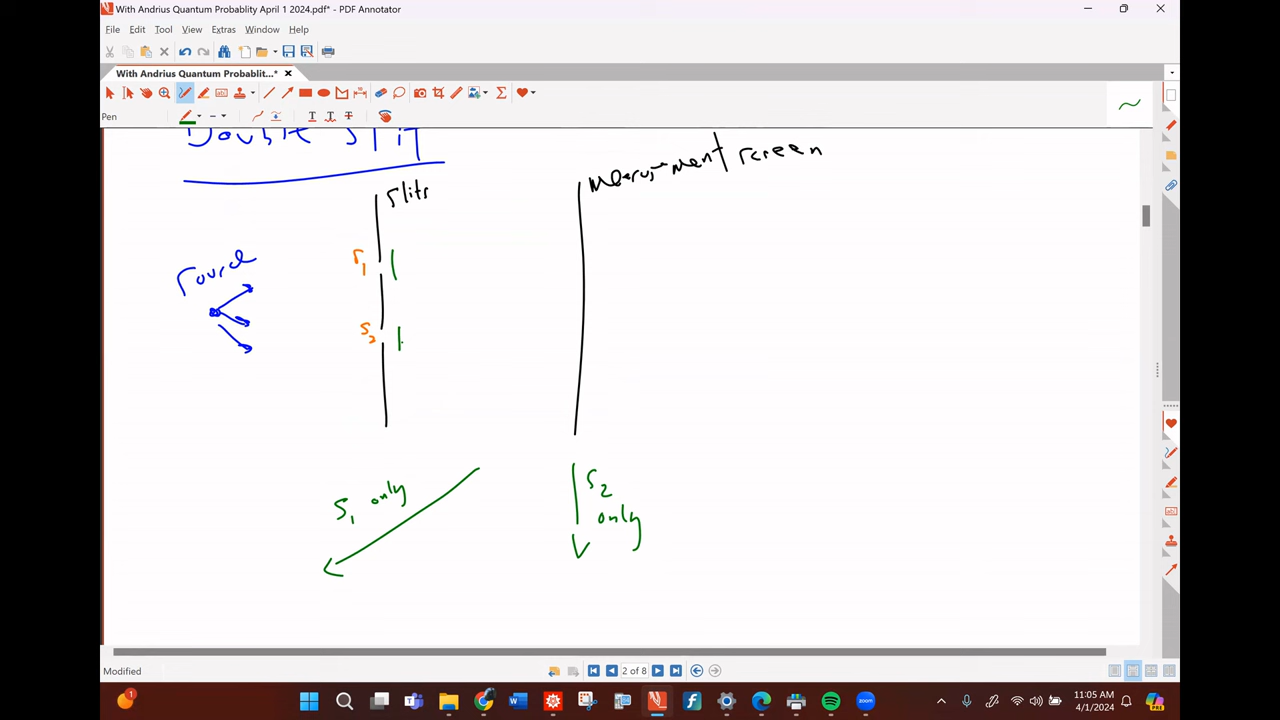 With Andrius Quantum Probablity April 1 2024.pdf* - PDF Annotator
File Edit Tool View Extras Window Help
With Andrius Quantum Probablit...*
Pen
Double Slit
slits
screen
S1
source
S2
S1 only
S2
only
Modified
2 of 8
1
11:05 AM
4/1/2024